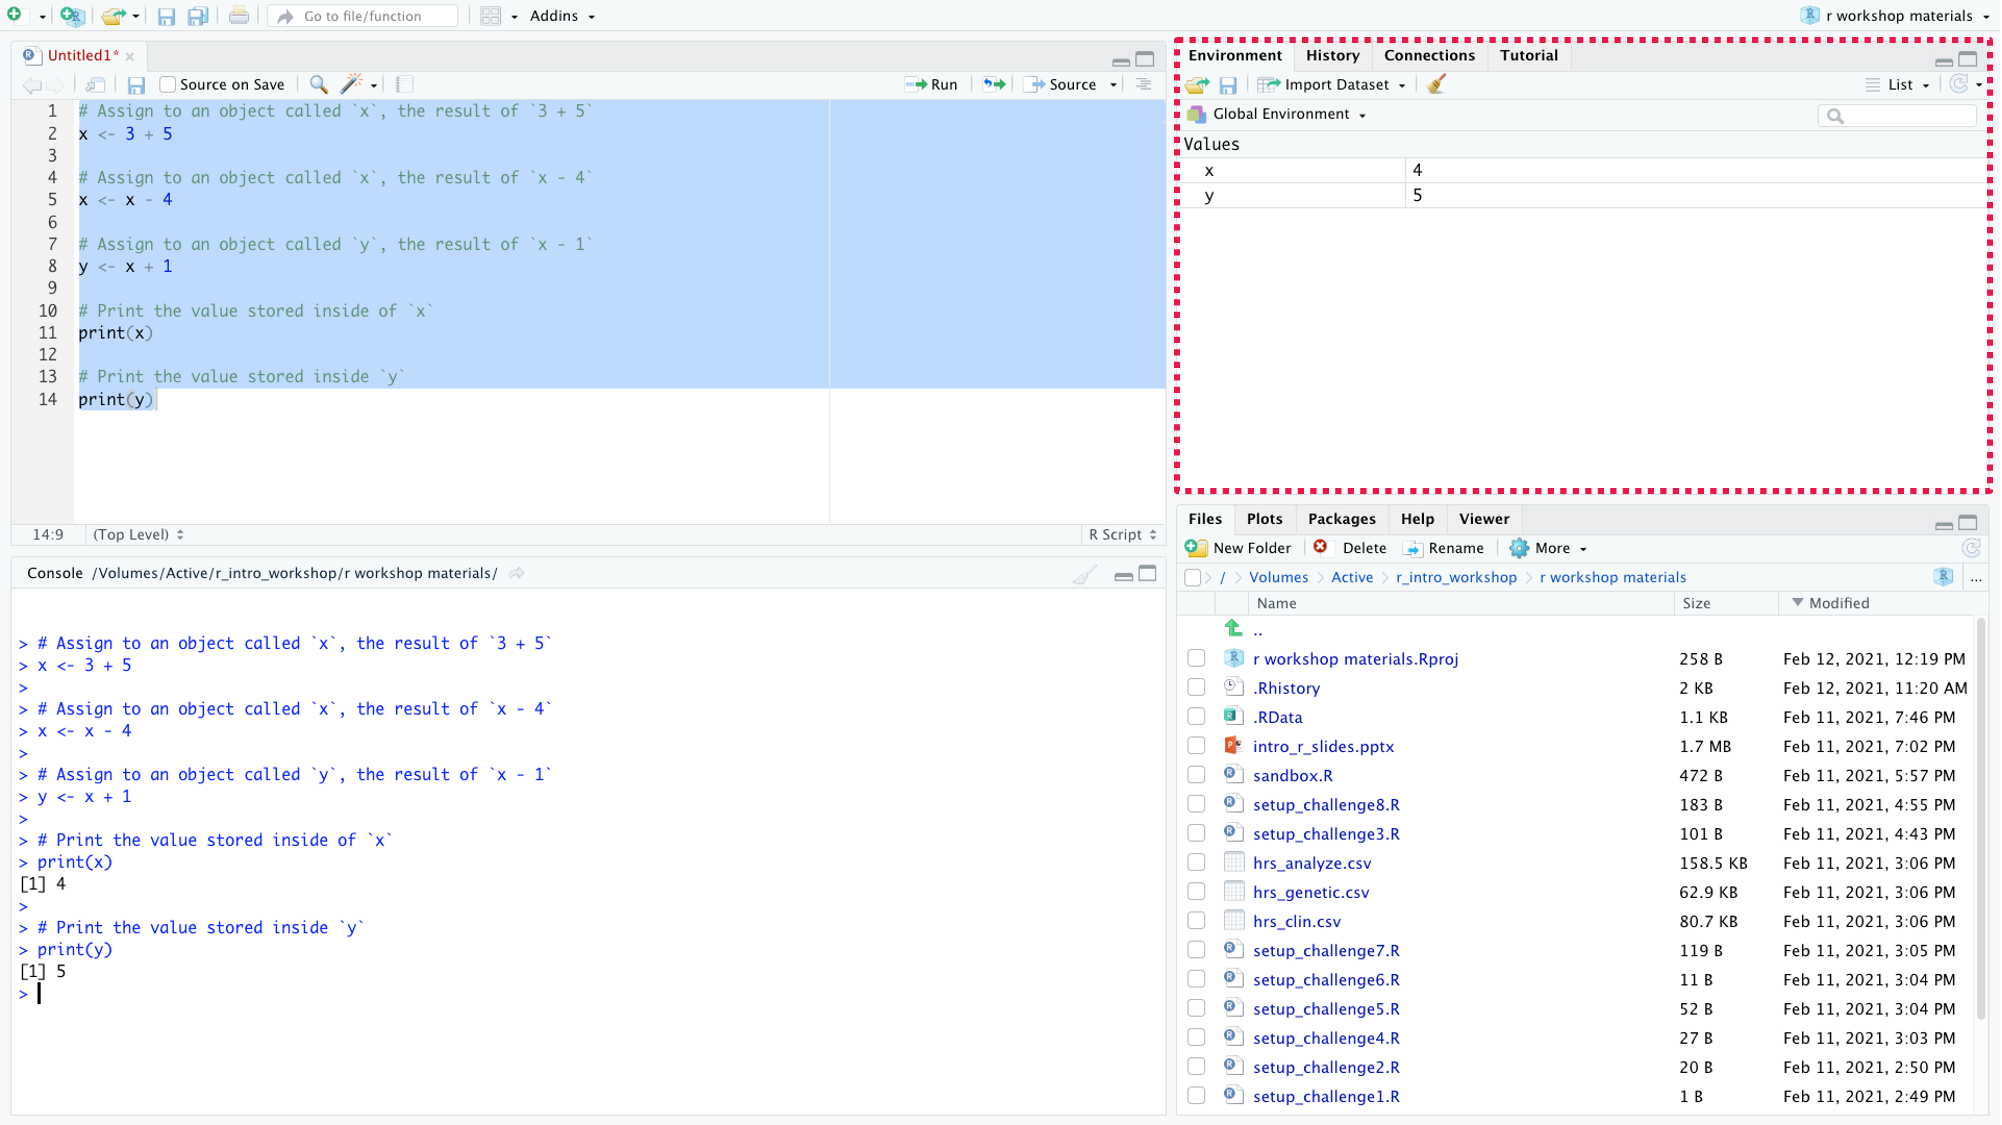 Go to file/function
Addins
r workshop materials
Untitled1*
Source on Save
Run
Source
1 # Assign to an object called `x`, the result of `3 + 5`
2 x <- 3 + 5
3
4 # Assign to an object called `x`, the result of `x - 4`
5 x <- x - 4
6
7 # Assign to an object called `y`, the result of `x - 1`
8 y <- x + 1
9
10 # Print the value stored inside of `x`
11 print(x)
12
13 # Print the value stored inside `y`
14 print(y)
14:9 (Top Level) R Script
Console /Volumes/Active/r_intro_workshop/r workshop materials/
> # Assign to an object called `x`, the result of `3 + 5`
> x <- 3 + 5
>
> # Assign to an object called `x`, the result of `x - 4`
> x <- x - 4
>
> # Assign to an object called `y`, the result of `x - 1`
> y <- x + 1
>
> # Print the value stored inside of `x`
> print(x)
[1] 4
>
> # Print the value stored inside `y`
> print(y)
[1] 5
>
Environment History Connections Tutorial
Import Dataset List
Global Environment
Values
x 4
y 5
Files Plots Packages Help Viewer
New Folder Delete Rename More
/ Volumes Active r_intro_workshop r workshop materials ...
Name Size Modified
..
r workshop materials.Rproj 258 B Feb 12, 2021, 12:19 PM
.Rhistory 2 KB Feb 12, 2021, 11:20 AM
.RData 1.1 KB Feb 11, 2021, 7:46 PM
intro_r_slides.pptx 1.7 MB Feb 11, 2021, 7:02 PM
sandbox.R 472 B Feb 11, 2021, 5:57 PM
setup_challenge8.R 183 B Feb 11, 2021, 4:55 PM
setup_challenge3.R 101 B Feb 11, 2021, 4:43 PM
hrs_analyze.csv 158.5 KB Feb 11, 2021, 3:06 PM
hrs_genetic.csv 62.9 KB Feb 11, 2021, 3:06 PM
hrs_clin.csv 80.7 KB Feb 11, 2021, 3:06 PM
setup_challenge7.R 119 B Feb 11, 2021, 3:05 PM
setup_challenge6.R 11 B Feb 11, 2021, 3:04 PM
setup_challenge5.R 52 B Feb 11, 2021, 3:04 PM
setup_challenge4.R 27 B Feb 11, 2021, 3:03 PM
setup_challenge2.R 20 B Feb 11, 2021, 2:50 PM
setup_challenge1.R 1 B Feb 11, 2021, 2:49 PM